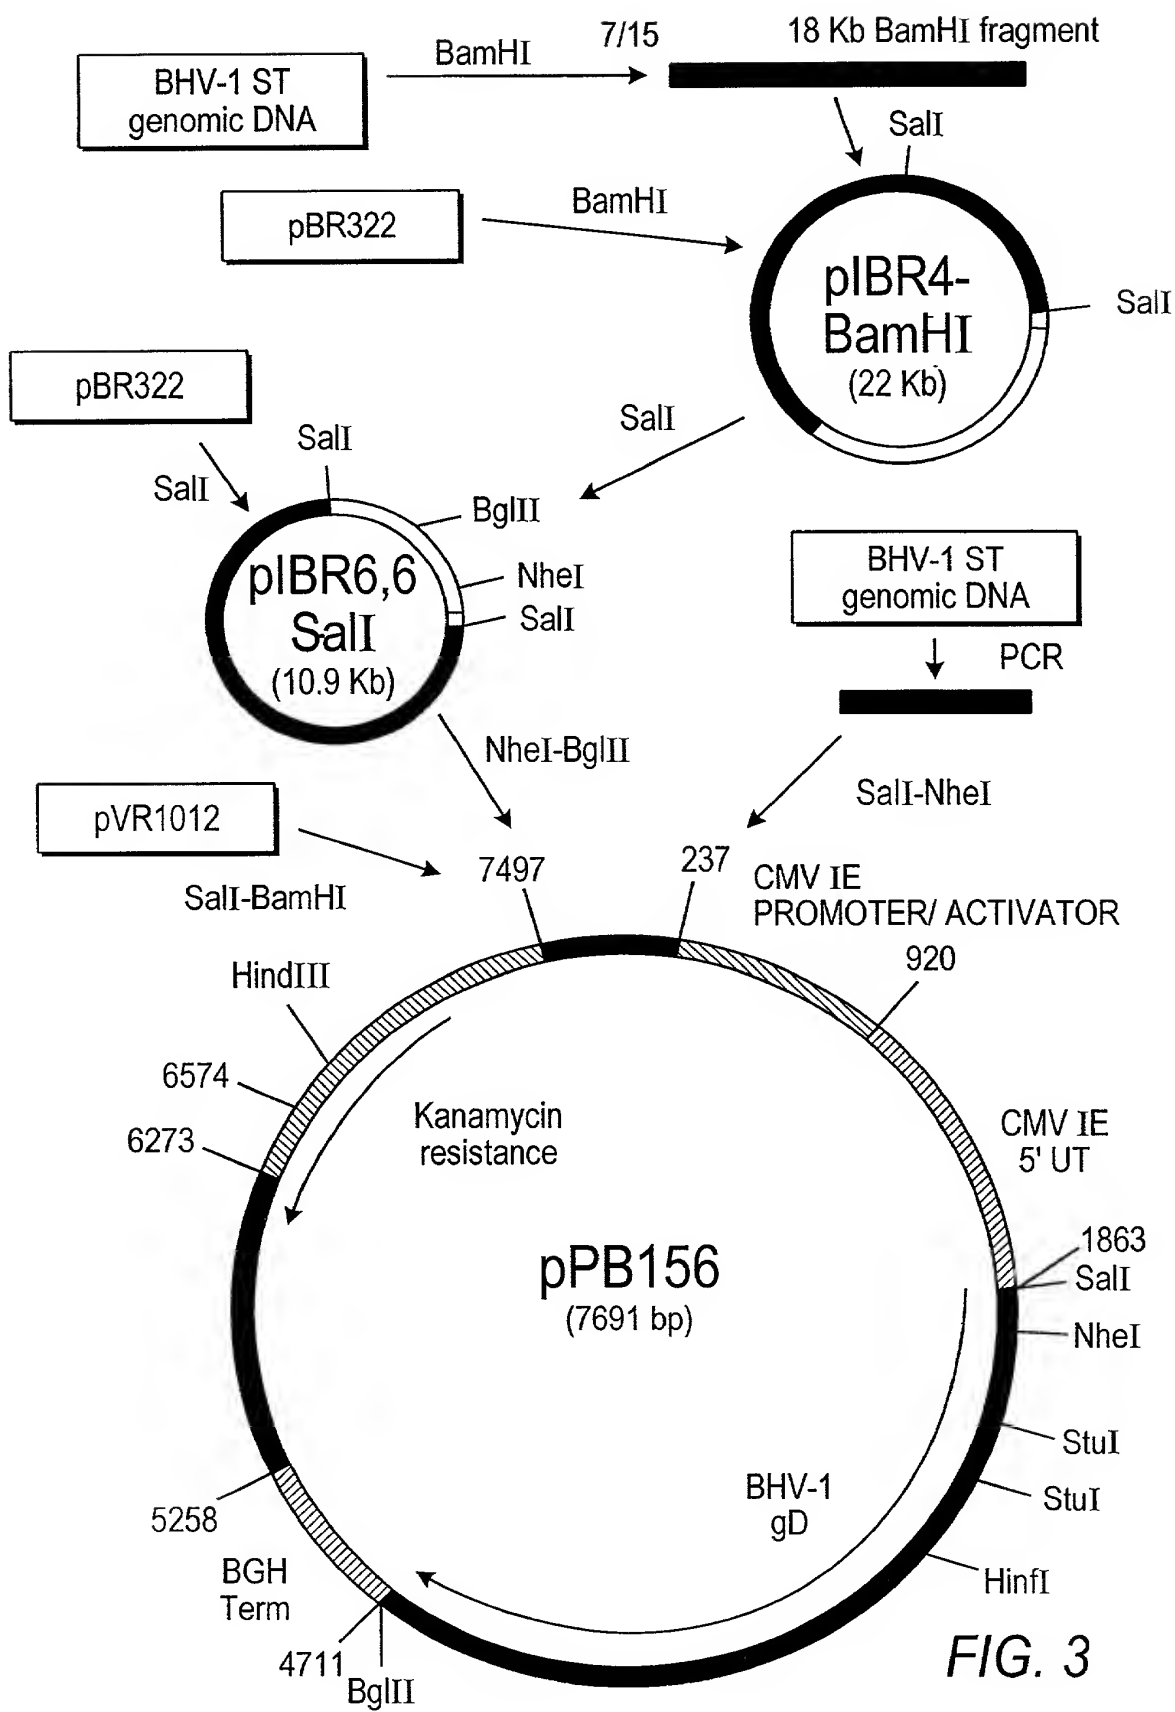 7/15
18 Kb BamHI fragment
BamHI
BHV-1 ST
genomic DNA
SalI
pBR322
BamHI
pIBR4-
BamHI
(22 Kb)
SalI
pBR322
SalI
SalI
SalI
BglII
NheI
SalI
pIBR6,6
SalI
(10.9 Kb)
BHV-1 ST
genomic DNA
PCR
NheI-BglII
SalI-NheI
pVR1012
SalI-BamHI
7497
237
CMV IE
PROMOTER/ ACTIVATOR
920
HindIII
6574
6273
Kanamycin
resistance
CMV IE
5' UT
1863
SalI
NheI
pPB156
(7691 bp)
StuI
StuI
HinfI
BHV-1
gD
5258
BGH
Term
4711
BglII
FIG. 3